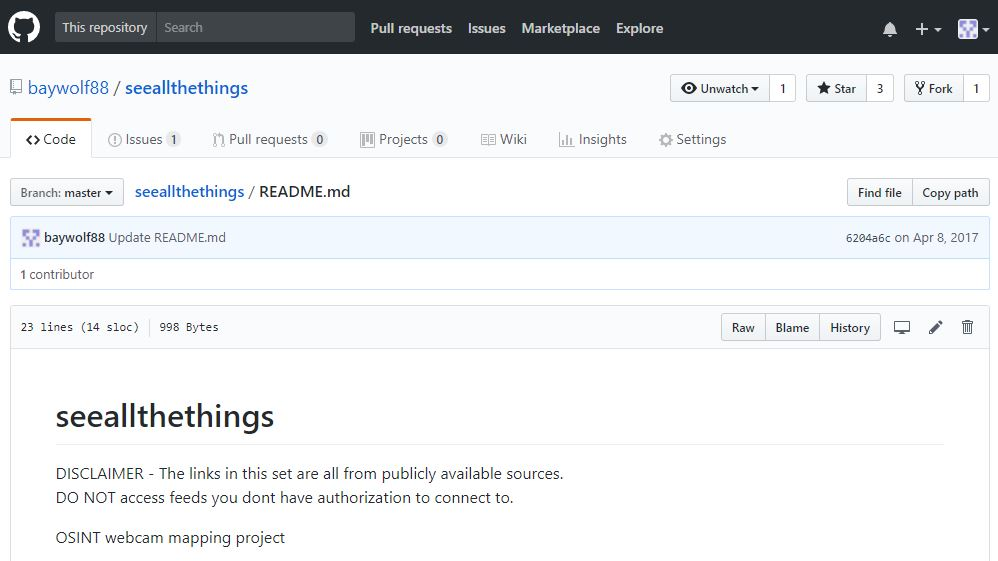 This repository Search Pull requests Issues Marketplace Explore
baywolf88 / seeallthethings Unwatch 1 Star 3 Fork 1
Code Issues 1 Pull requests 0 Projects 0 Wiki Insights Settings
Branch: master seeallthethings / README.md Find file Copy path
baywolf88 Update README.md 6204a6c on Apr 8, 2017
1 contributor
23 lines (14 sloc) 998 Bytes Raw Blame History
seeallthethings
DISCLAIMER - The links in this set are all from publicly available sources.
DO NOT access feeds you dont have authorization to connect to.
OSINT webcam mapping project